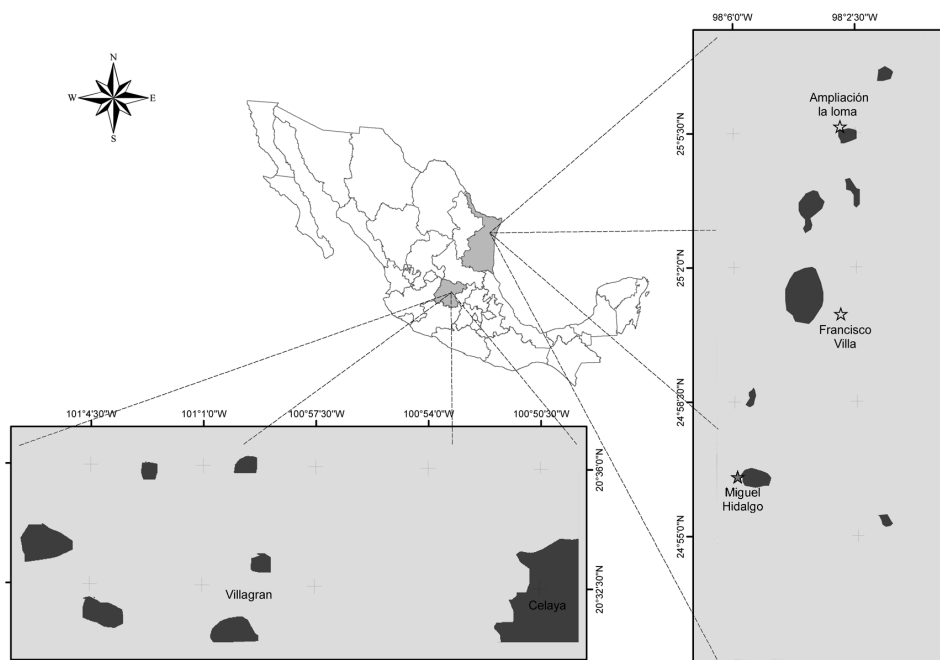 98°6'0"W
98°2'30"W
N
W
E
S
Ampliación
la loma
25°5'30"N
25°2'0"N
Francisco
Villa
24°58'30"N
Miguel
Hidalgo
24°55'0"N
101°4'30"W
101°1'0"W
100°57'30"W
100°54'0"W
100°50'30"W
20°36'0"N
20°32'30"N
Villagran
Celaya